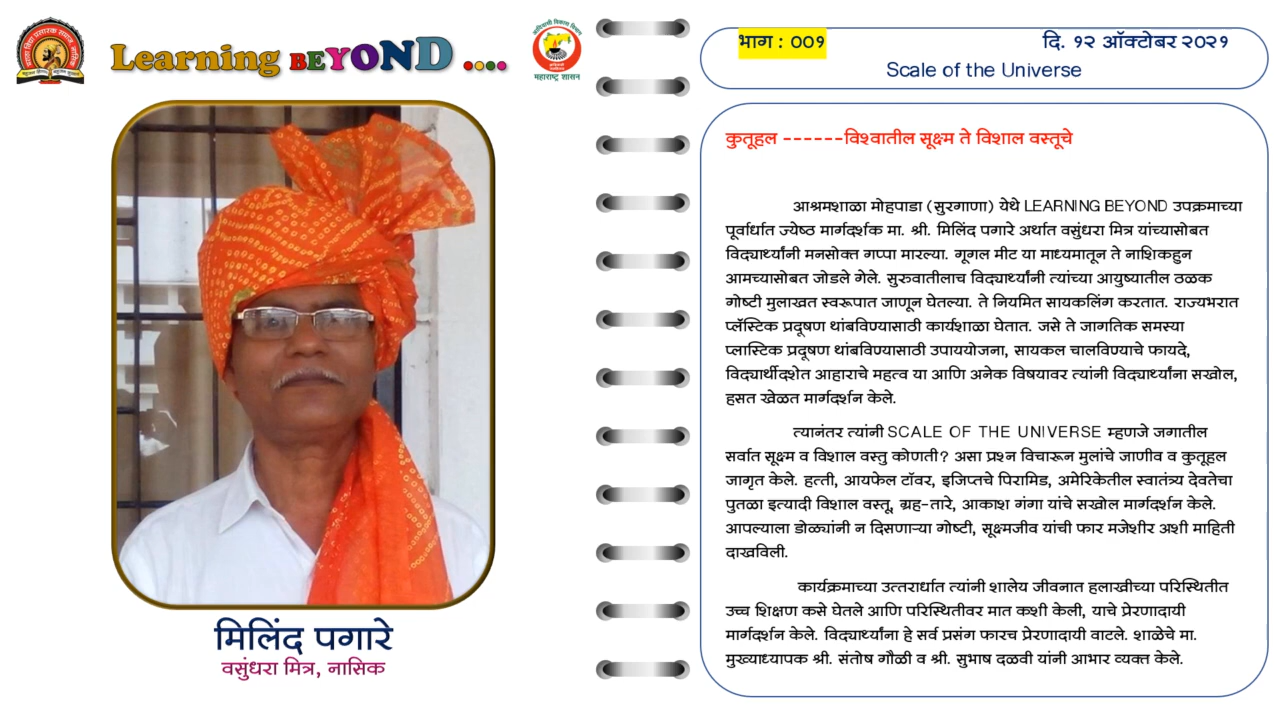 Learning BEYOND ....
महाराष्ट्र शासन
मिलिंद पगारे
वसुंधरा मित्र, नासिक
भाग : ००१
दि. १२ ऑक्टोबर २०२१
Scale of the Universe
कुतूहल ------विश्वातील सूक्ष्म ते विशाल वस्तूचे
आश्रमशाळा मोहपाडा (सुरगाणा) येथे LEARNING BEYOND उपक्रमाच्या
पूर्वार्धात ज्येष्ठ मार्गदर्शक मा. श्री. मिलिंद पगारे अर्थात वसुंधरा मित्र यांच्यासोबत
विद्यार्थ्यांनी मनसोक्त गप्पा मारल्या. गूगल मीट या माध्यमातून ते नाशिकहुन
आमच्यासोबत जोडले गेले. सुरुवातीलाच विद्यार्थ्यांनी त्यांच्या आयुष्यातील ठळक
गोष्टी मुलाखत स्वरूपात जाणून घेतल्या. ते नियमित सायकलिंग करतात. राज्यभरात
प्लॅस्टिक प्रदूषण थांबविण्यासाठी कार्यशाळा घेतात. जसे ते जागतिक समस्या
प्लास्टिक प्रदूषण थांबविण्यासाठी उपाययोजना, सायकल चालविण्याचे फायदे,
विद्यार्थीदशेत आहाराचे महत्व या आणि अनेक विषयावर त्यांनी विद्यार्थ्यांना सखोल,
हसत खेळत मार्गदर्शन केले.
त्यानंतर त्यांनी SCALE OF THE UNIVERSE म्हणजे जगातील
सर्वात सूक्ष्म व विशाल वस्तु कोणती? असा प्रश्न विचारून मुलांचे जाणीव व कुतूहल
जागृत केले. हत्ती, आयफेल टॉवर, इजिप्तचे पिरामिड, अमेरिकेतील स्वातंत्र्य देवतेचा
पुतळा इत्यादी विशाल वस्तू, ग्रह-तारे, आकाश गंगा यांचे सखोल मार्गदर्शन केले.
आपल्याला डोळ्यांनी न दिसणाऱ्या गोष्टी, सूक्ष्मजीव यांची फार मजेशीर अशी माहिती
दाखविली.
कार्यक्रमाच्या उत्तरार्धात त्यांनी शालेय जीवनात हलाखीच्या परिस्थितीत
उच्च शिक्षण कसे घेतले आणि परिस्थितीवर मात कशी केली, याचे प्रेरणादायी
मार्गदर्शन केले. विद्यार्थ्यांना हे सर्व प्रसंग फारच प्रेरणादायी वाटले. शाळेचे मा.
मुख्याध्यापक श्री. संतोष गौळी व श्री. सुभाष दळवी यांनी आभार व्यक्त केले.